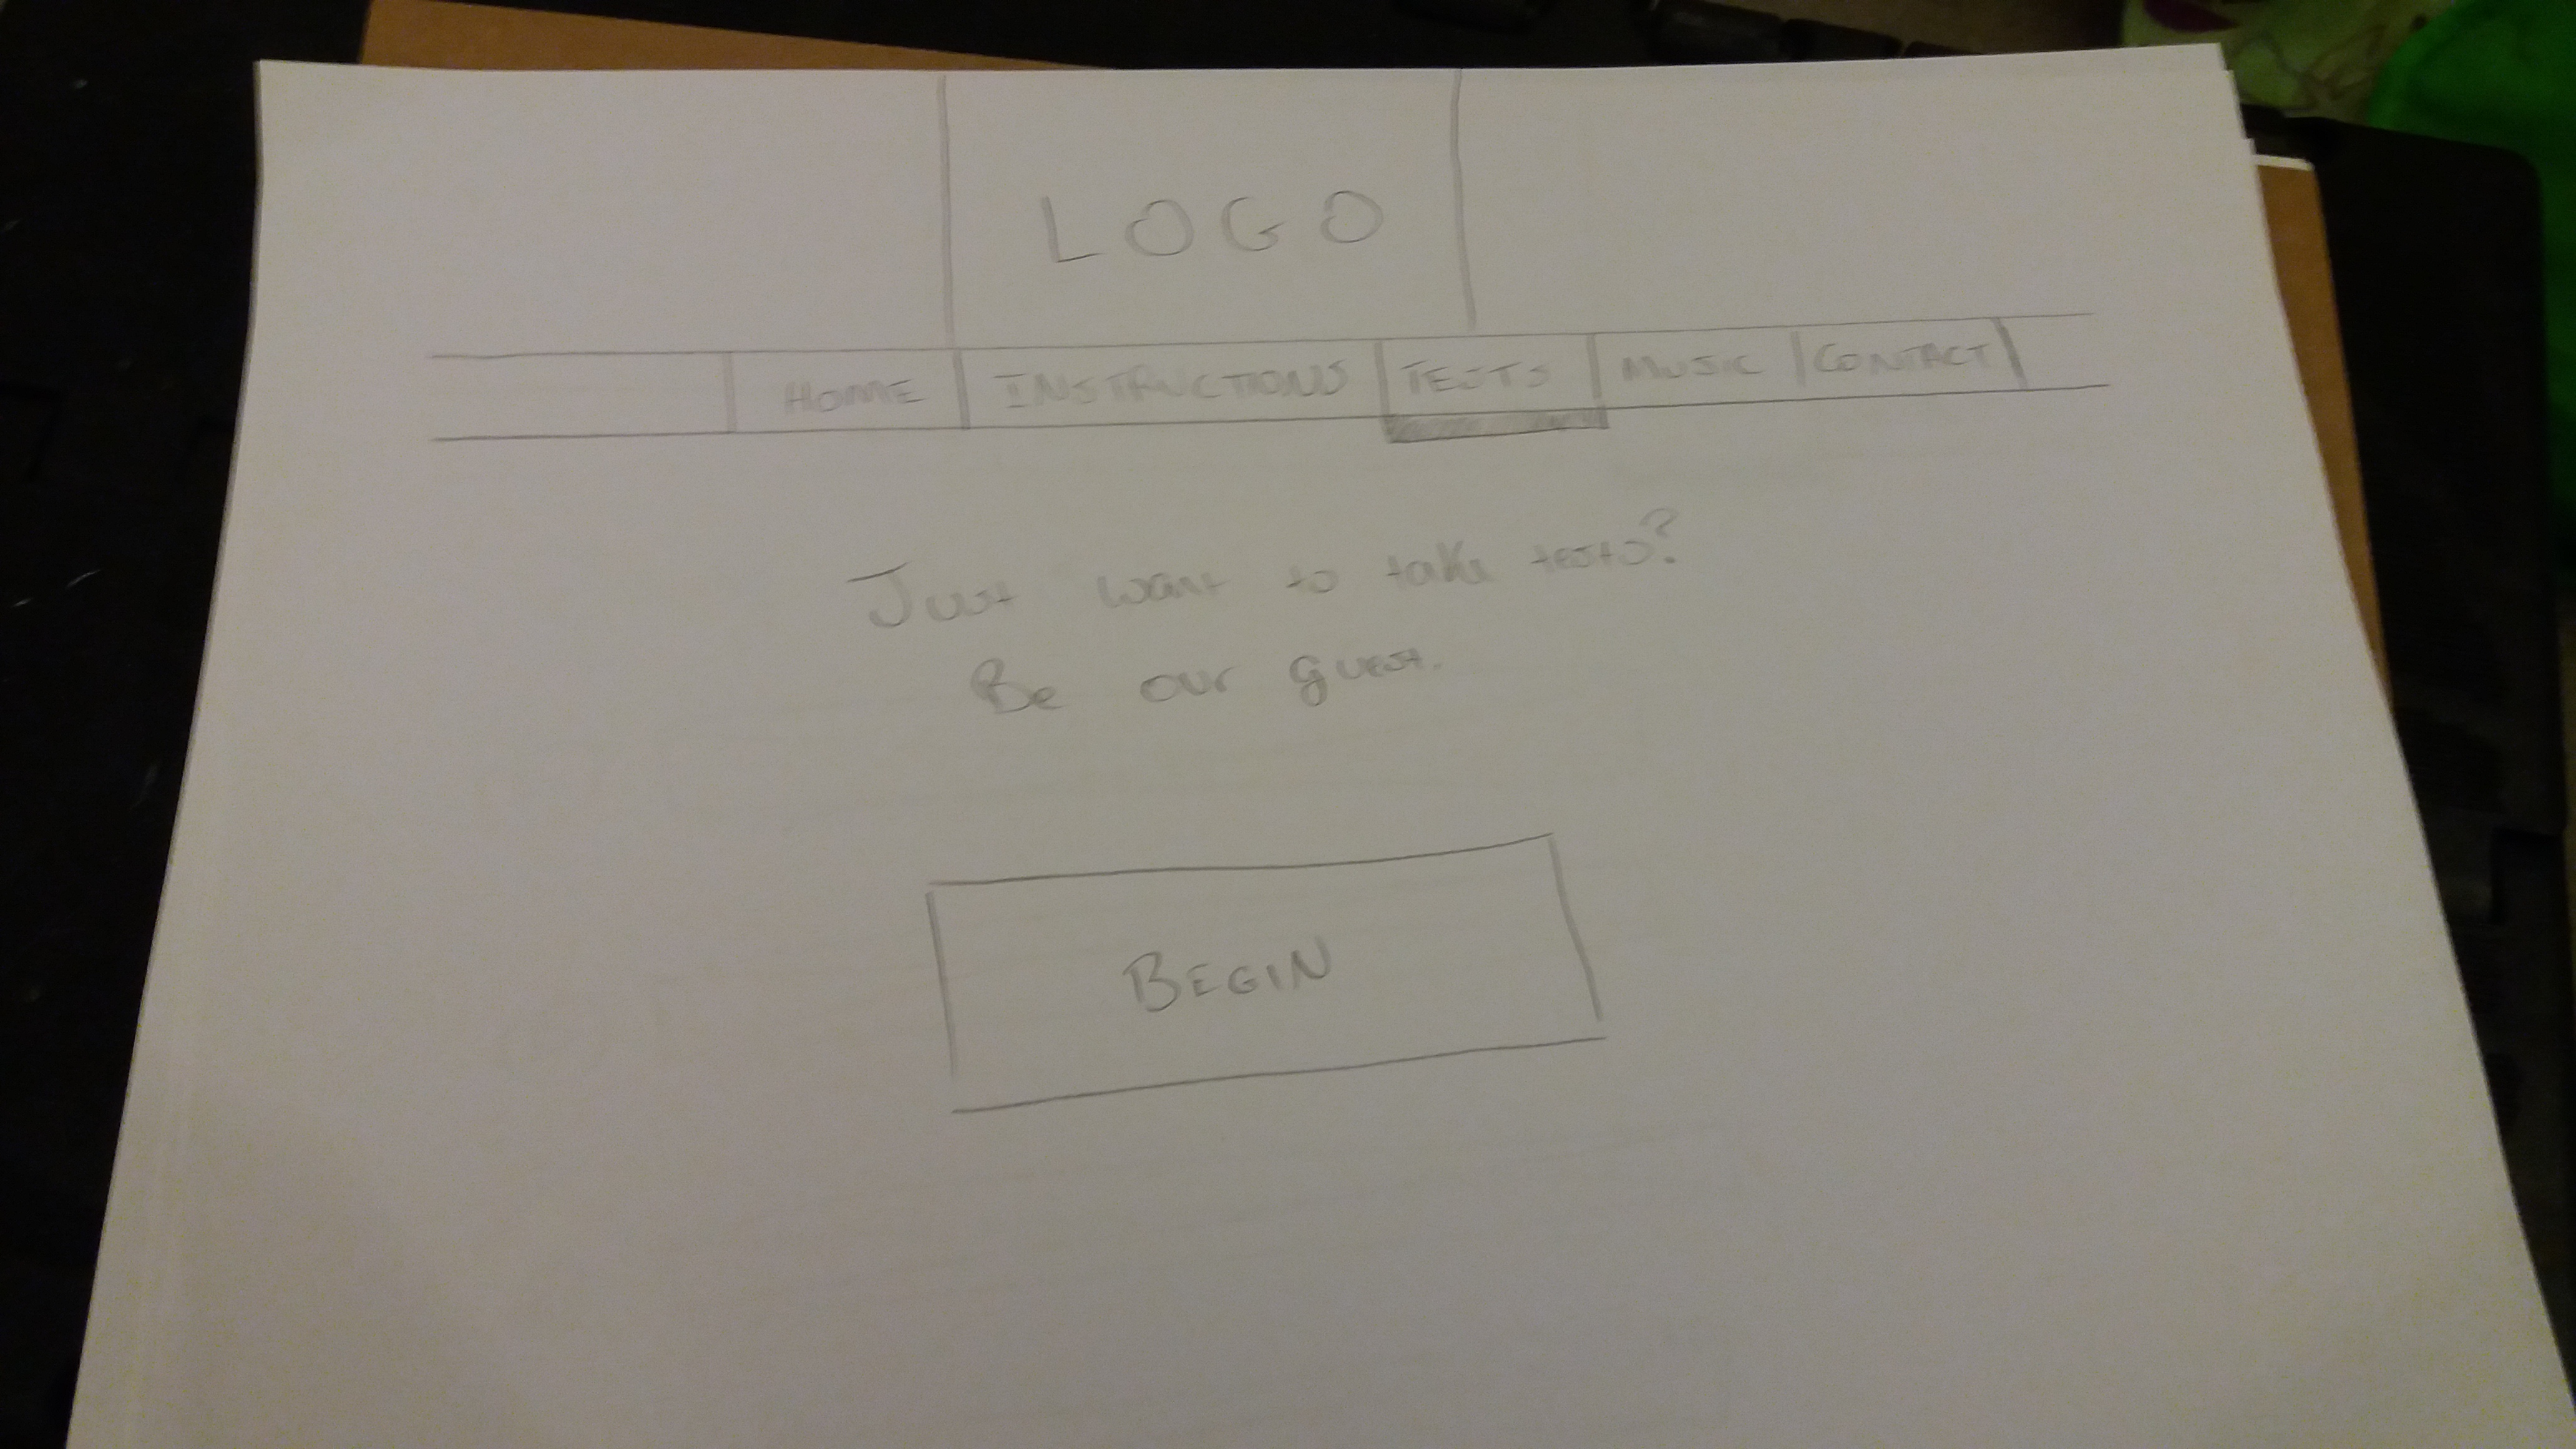 LOGO
HOME INSTRUCTIONS TESTS MUSIC CONTACT
Just want to take tests?
Be our guest.
BEGIN